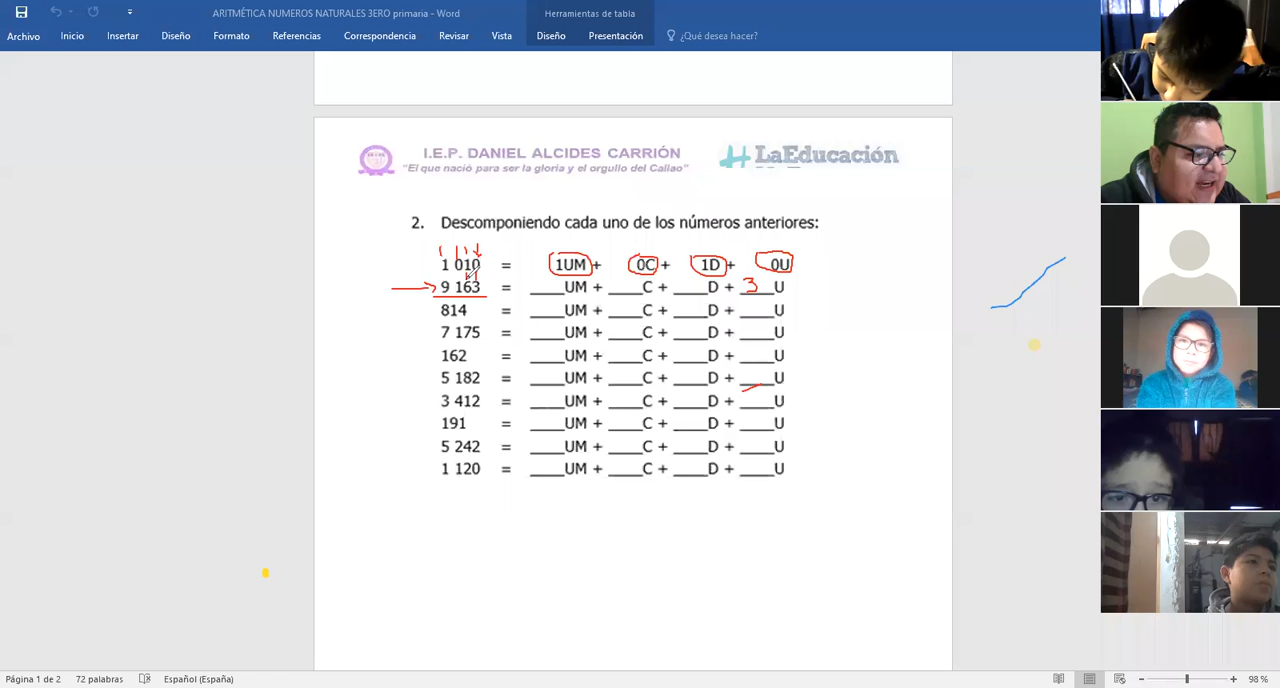 ARITMÉTICA NUMEROS NATURALES 3ERO primaria - Word
Herramientas de tabla
Archivo Inicio Insertar Diseño Formato Referencias Correspondencia Revisar Vista Diseño Presentación ¿Qué desea hacer?
I.E.P. DANIEL ALCIDES CARRIÓN
"El que nació para ser la gloria y el orgullo del Callao"
LaEducación
2. Descomponiendo cada uno de los números anteriores:
1 010 = 1UM + 0C + 1D + 0U
9 163 = ____UM + ____C + ____D + 3 U
814 = ____UM + ____C + ____D + ____U
7 175 = ____UM + ____C + ____D + ____U
162 = ____UM + ____C + ____D + ____U
5 182 = ____UM + ____C + ____D + ____U
3 412 = ____UM + ____C + ____D + ____U
191 = ____UM + ____C + ____D + ____U
5 242 = ____UM + ____C + ____D + ____U
1 120 = ____UM + ____C + ____D + ____U
Página 1 de 2 72 palabras Español (España) 98 %